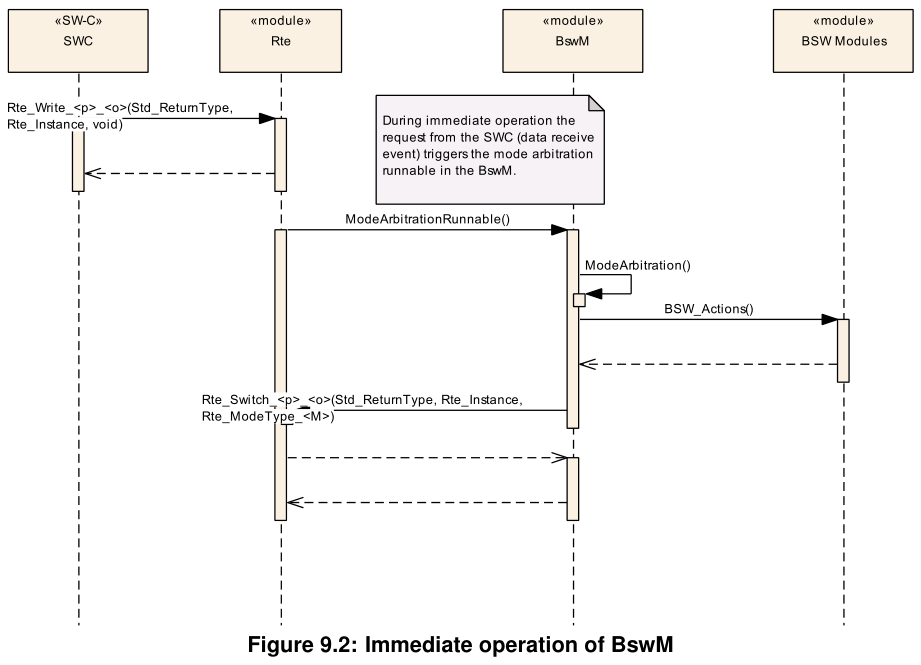 «SW-C»
SWC
«module»
Rte
«module»
BswM
«module»
BSW Modules
Rte_Write_<p>_<o>(Std_ReturnType,
Rte_Instance, void)
During immediate operation the
request from the SWC (data receive
event) triggers the mode arbitration
runnable in the BswM.
ModeArbitrationRunnable()
ModeArbitration()
BSW_Actions()
Rte_Switch_<p>_<o>(Std_ReturnType, Rte_Instance,
Rte_ModeType_<M>)
Figure 9.2: Immediate operation of BswM